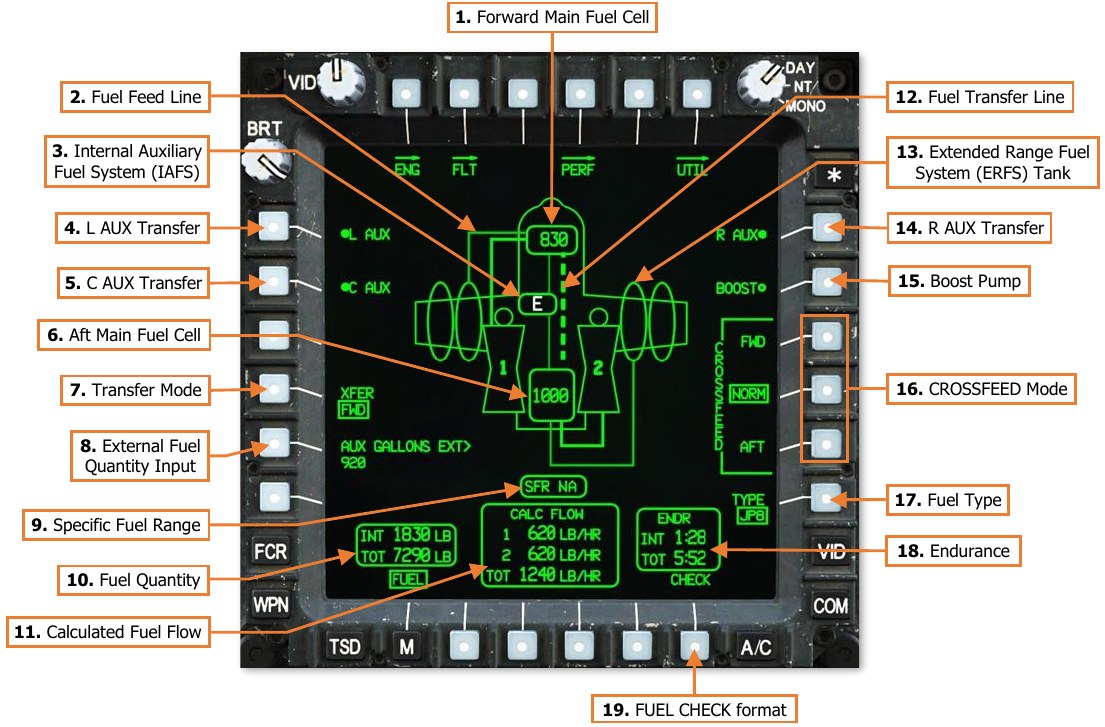 1. Forward Main Fuel Cell
2. Fuel Feed Line
3. Internal Auxiliary
Fuel System (IAFS)
4. L AUX Transfer
5. C AUX Transfer
6. Aft Main Fuel Cell
7. Transfer Mode
8. External Fuel
Quantity Input
9. Specific Fuel Range
10. Fuel Quantity
11. Calculated Fuel Flow
12. Fuel Transfer Line
13. Extended Range Fuel
System (ERFS) Tank
14. R AUX Transfer
15. Boost Pump
16. CROSSFEED Mode
17. Fuel Type
18. Endurance
19. FUEL CHECK format
VID
DAY
NT/
MONO
BRT
*
ENG
FLT
PERF
UTIL
L AUX
830
R AUX
C AUX
E
BOOST
1
2
CROSSFEED
FWD
NORM
AFT
XFER
FWD
1000
AUX GALLONS EXT>
920
SFR NA
TYPE
JP8
INT 1830 LB
TOT 7290 LB
FUEL
CALC FLOW
1 620 LB/HR
2 620 LB/HR
TOT 1240 LB/HR
ENDR
INT 1:28
TOT 5:52
CHECK
FCR
VID
WPN
COM
TSD
M
A/C